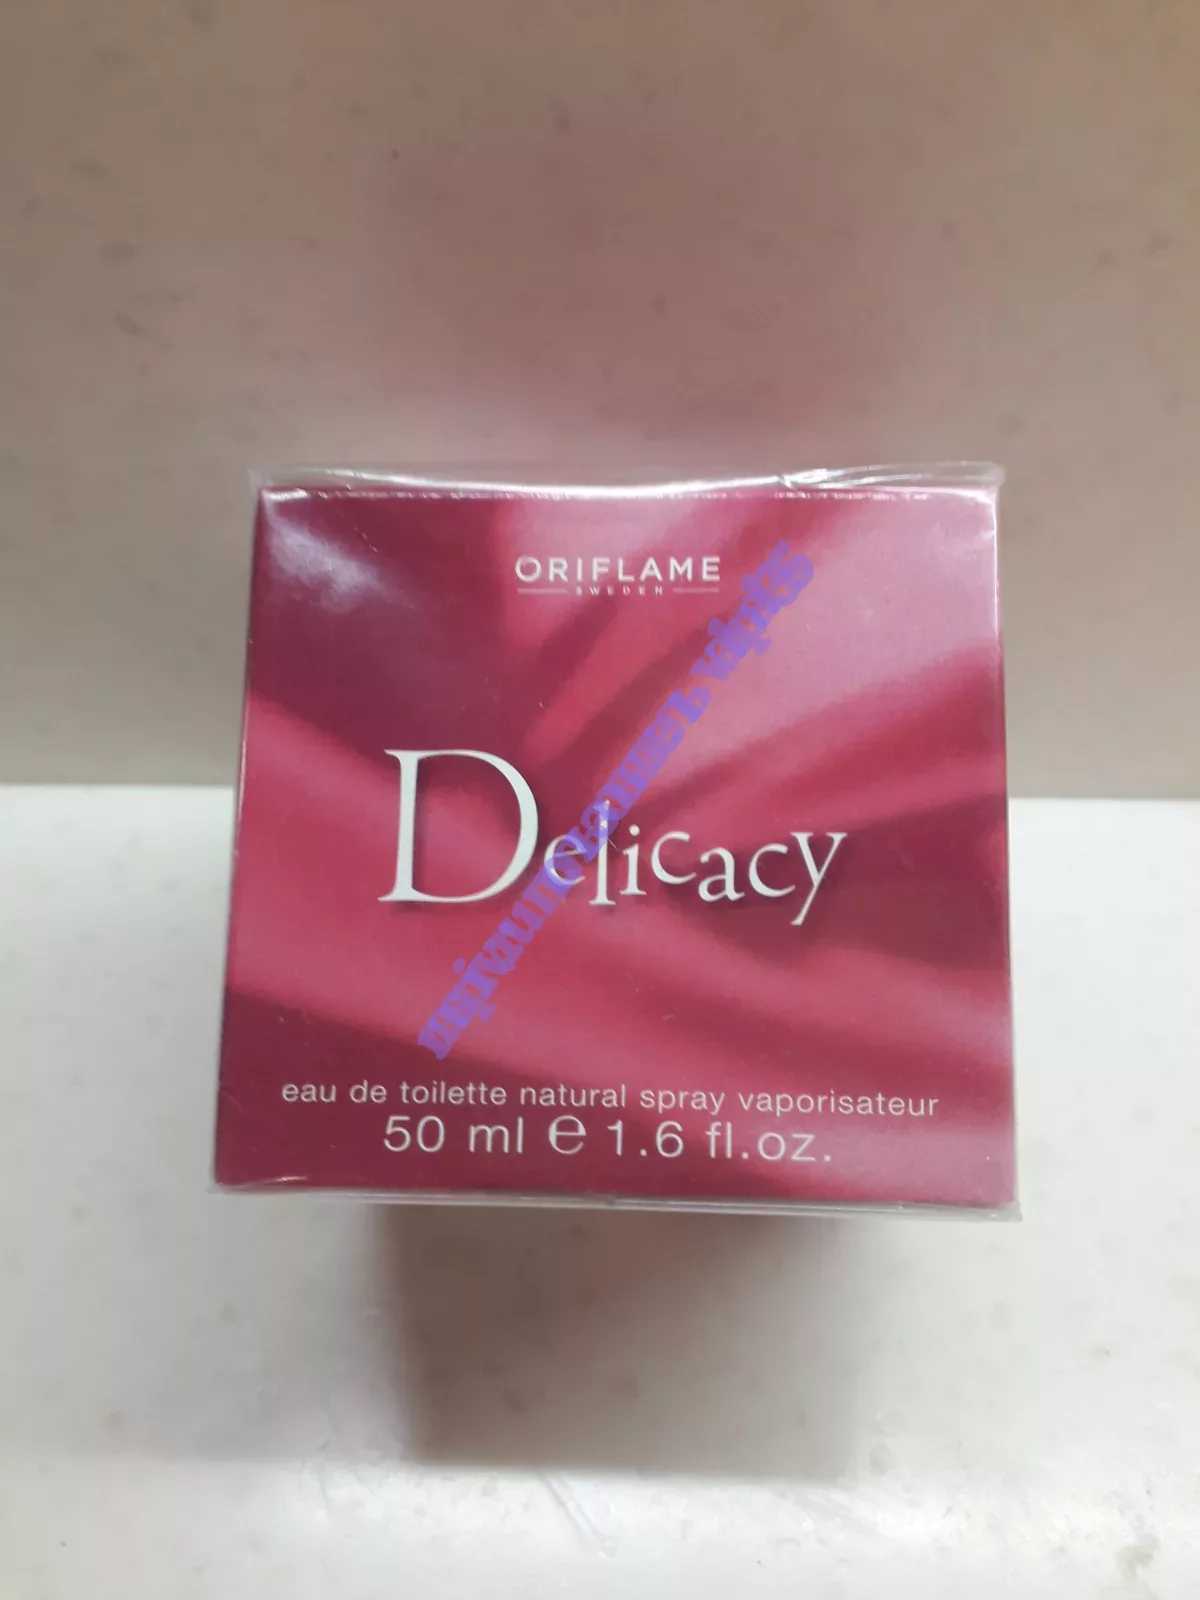 ORIFLAME
SWEDEN
Delicacy
eau de toilette natural spray vaporisateur
50 ml ℮ 1.6 fl.oz.